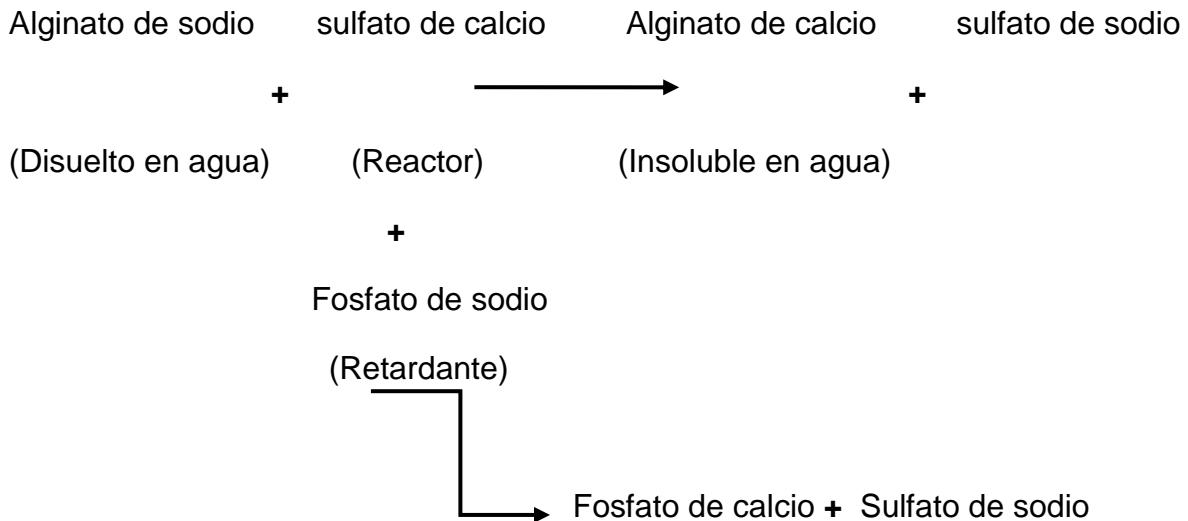 Alginato de sodio sulfato de calcio Alginato de calcio sulfato de sodio
+ +
(Disuelto en agua) (Reactor) (Insoluble en agua)
+
Fosfato de sodio
(Retardante)
Fosfato de calcio + Sulfato de sodio